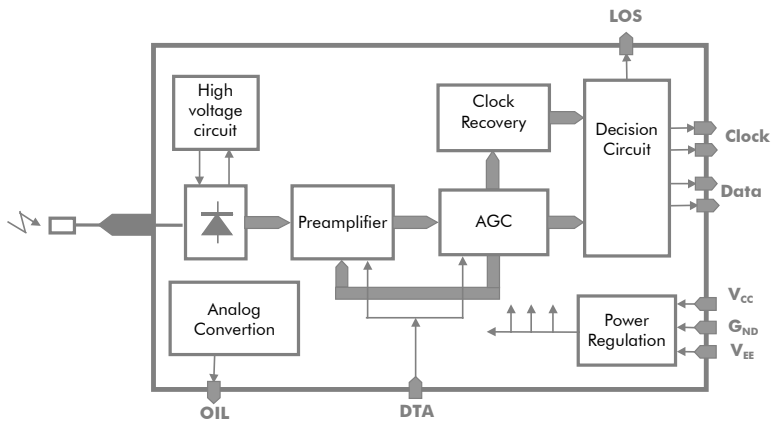 LOS
High
voltage
circuit
Clock
Recovery
Decision
Circuit
Clock
Data
Preamplifier
AGC
Analog
Convertion
Power
Regulation
VCC
GND
VEE
OIL
DTA